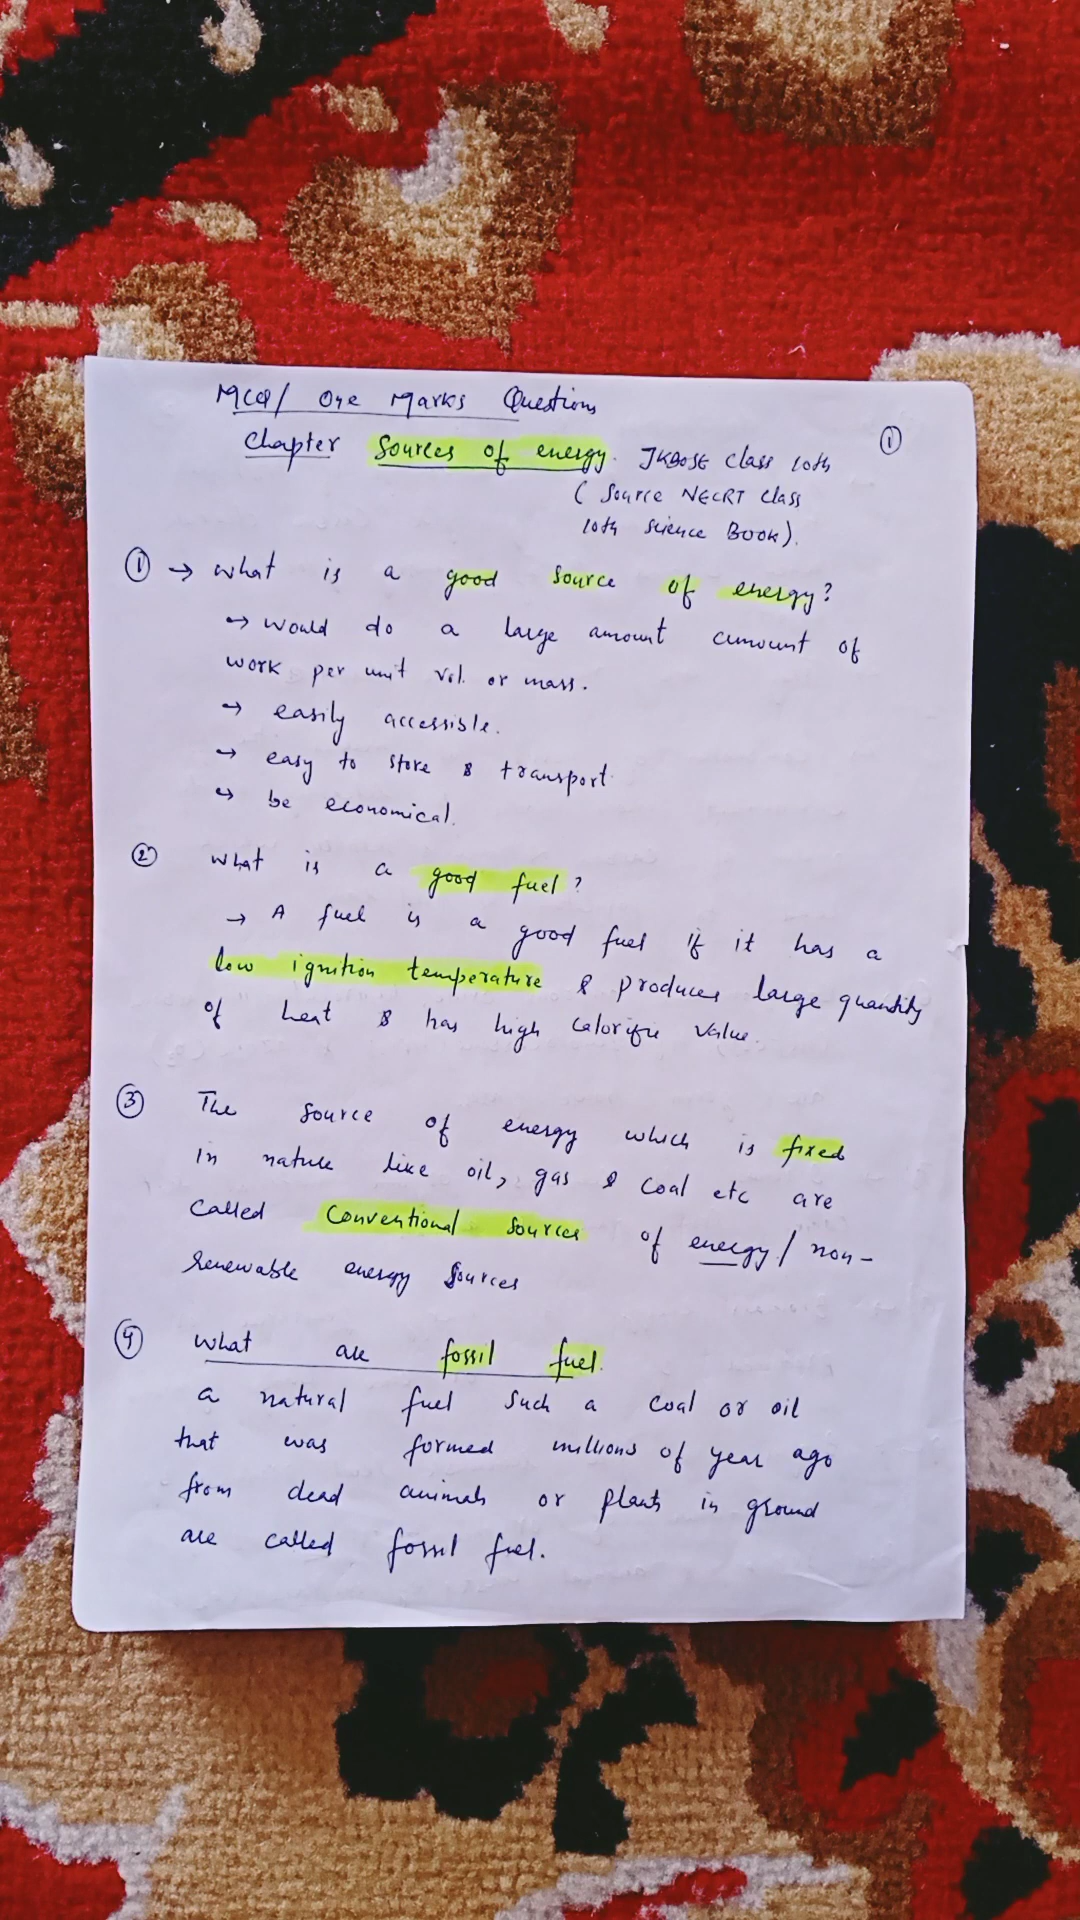 MCQ/ One Marks Questions
Chapter Sources of energy. JKBOSE Class 10th
①
( Source NECRT Class
10th Science Book).
① → What is a good source of energy?
→ would do a large amount amount of
work per unit vol. or mass.
→ easily accessible.
→ easy to store & transport
→ be economical.
② What is a good fuel?
→ A fuel is a good fuel if it has a
low ignition temperature & produces large quantity
of heat & has high calorific value.
③ The source of energy which is fixed
in nature like oil, gas & coal etc are
called conventional sources of energy / non-
renewable energy sources
④ What are fossil fuel.
a natural fuel such a coal or oil
that was formed millions of year ago
from dead animals or plants in ground
are called fossil fuel.